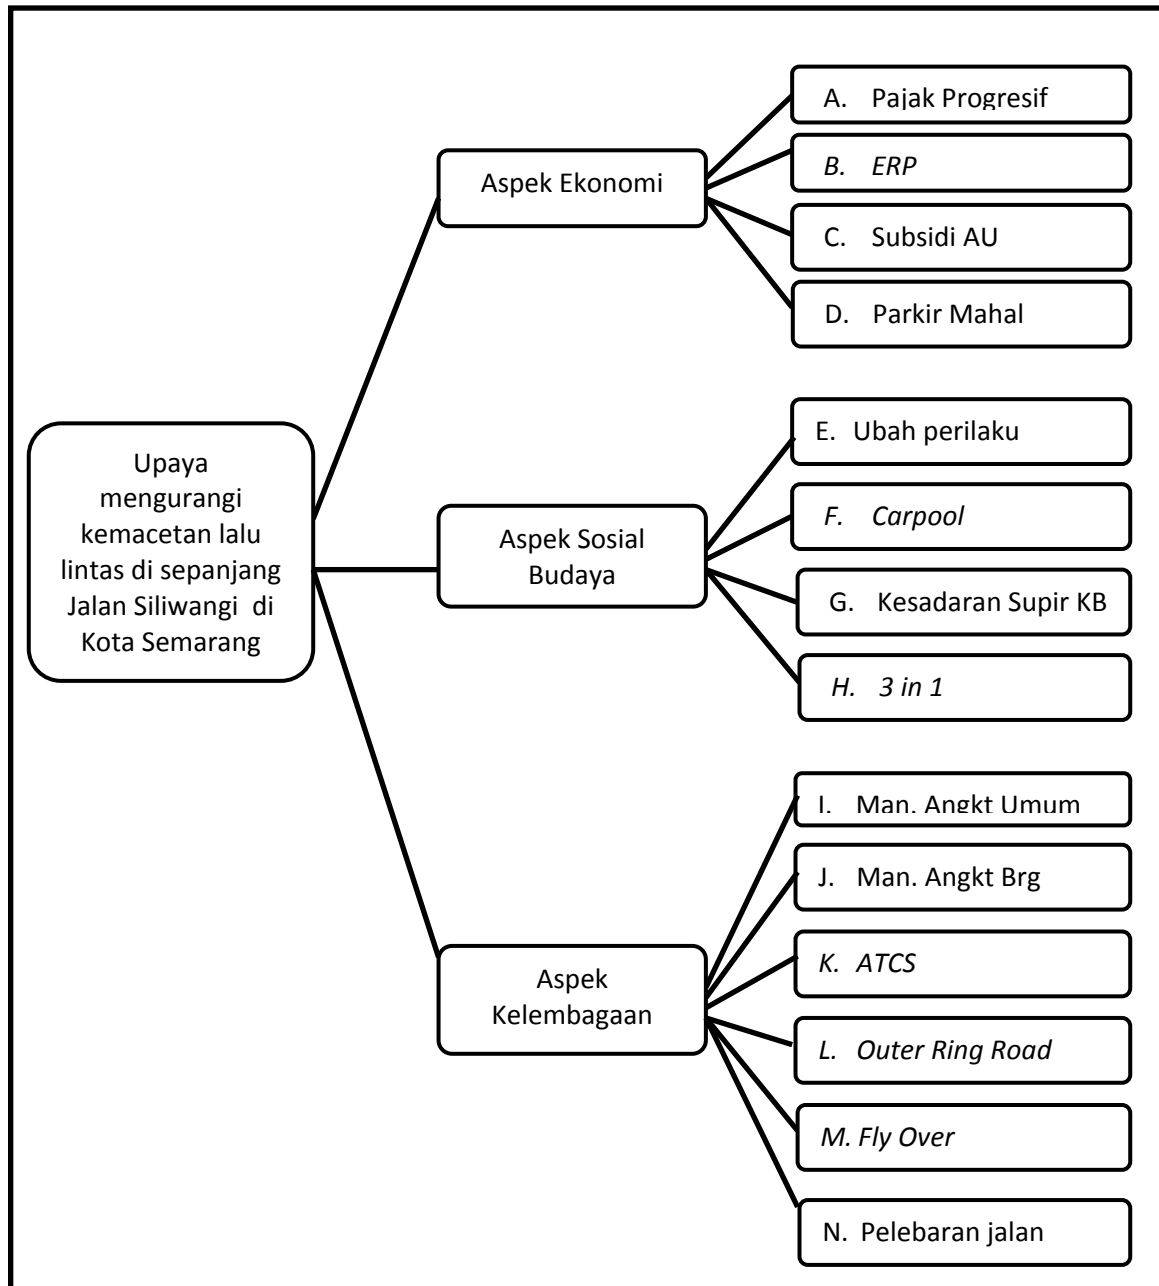 Upaya
mengurangi
kemacetan lalu
lintas di sepanjang
Jalan Siliwangi di
Kota Semarang
Aspek Ekonomi
A. Pajak Progresif
B. ERP
C. Subsidi AU
D. Parkir Mahal
Aspek Sosial
Budaya
E. Ubah perilaku
F. Carpool
G. Kesadaran Supir KB
H. 3 in 1
Aspek
Kelembagaan
I. Man. Angkt Umum
J. Man. Angkt Brg
K. ATCS
L. Outer Ring Road
M. Fly Over
N. Pelebaran jalan